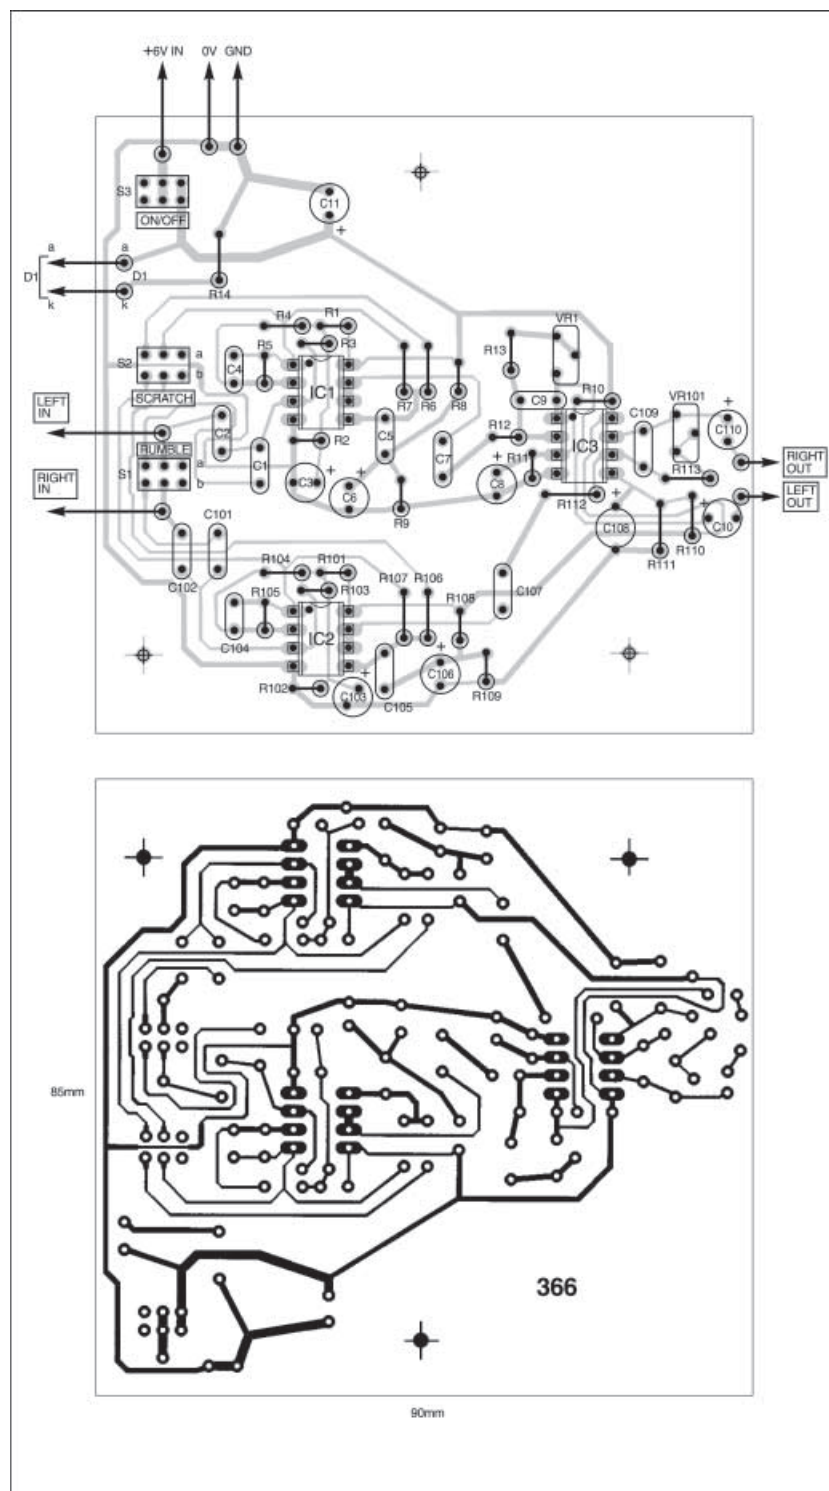 +6V IN 0V GND
S3
ON/OFF
C11
+
a a
D1 D1
k k
R14
R4 R1
R3
VR1
R13
S2 a
b
R5
C4
IC1
R10
SCRATCH
R7 R6 R8
C9
VR101
+
LEFT
IN
C2
R2
C5
R12
IC3
C109
C110
RUMBLE
S1 a
b
C1
C7
R11
R113
RIGHT
OUT
RIGHT
IN
+
C3
+
C6
+
C8
R112
LEFT
OUT
R9
+
C108
+
C10
C101
R110
R111
C102
R104 R101
R103
R107 R106
C107
R105
R108
C104
IC2
+
C106
R102
+
C103
C105
R109
85mm
366
90mm